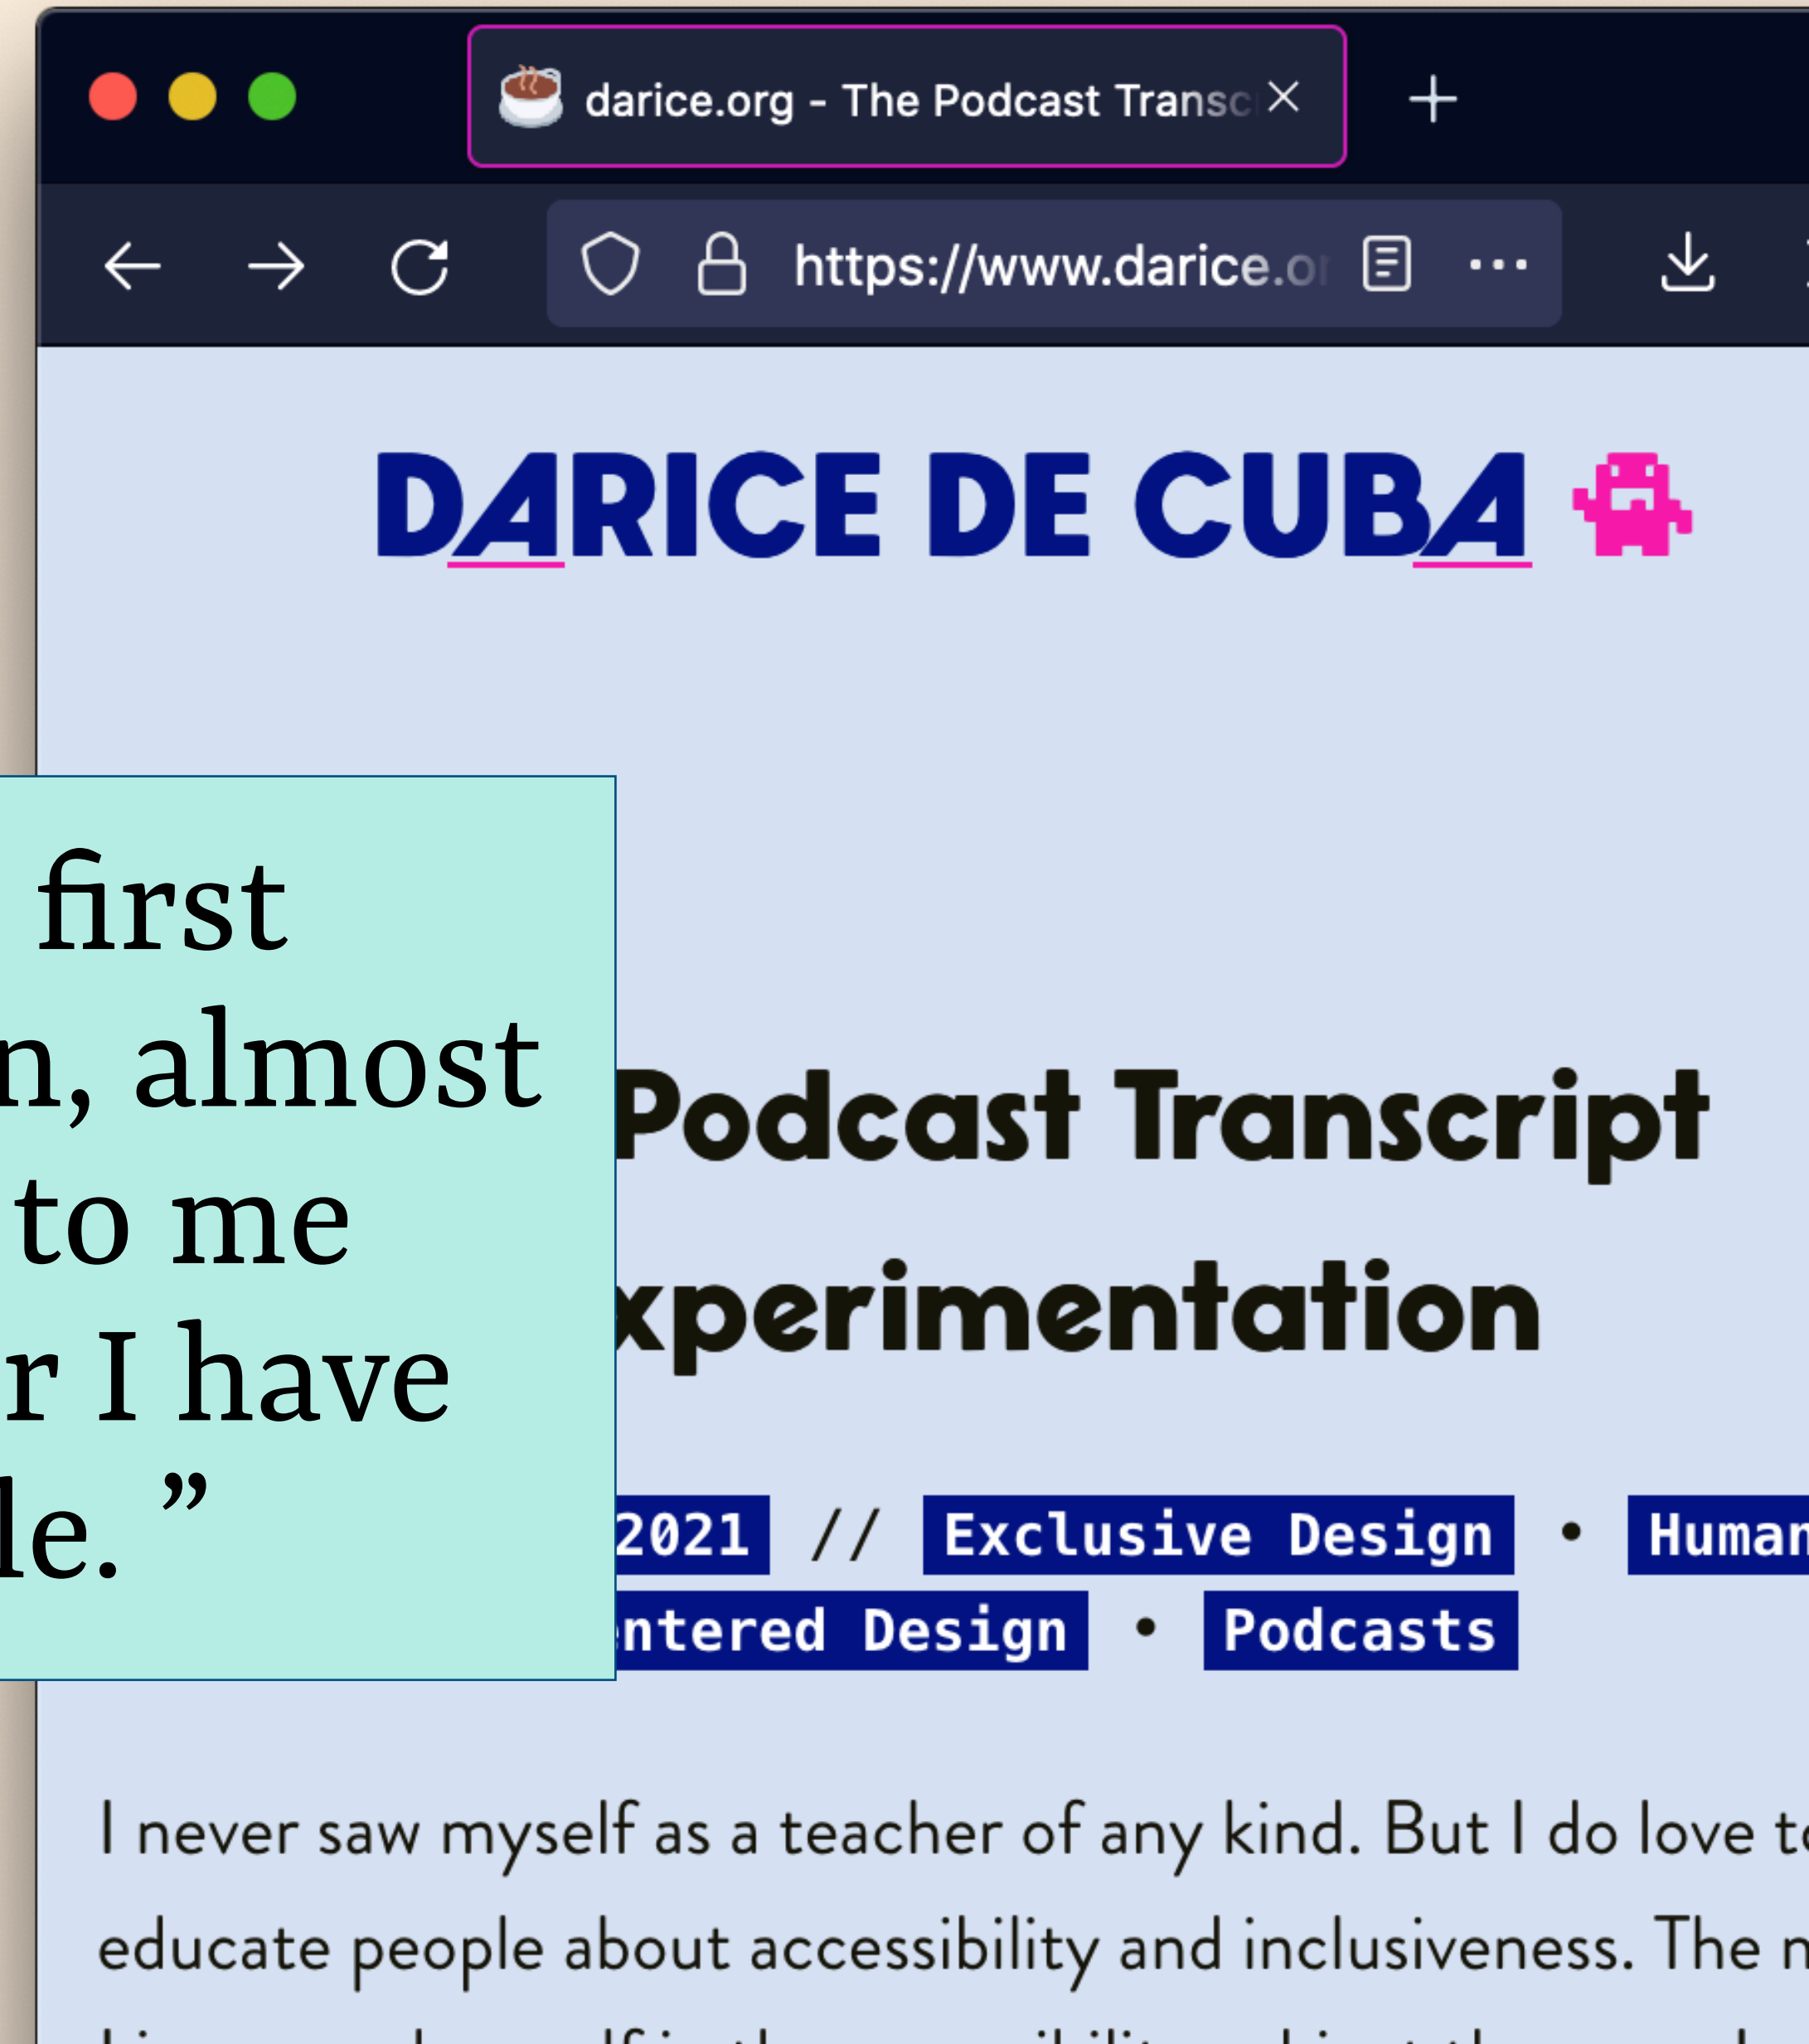 darice.org - The Podcast Transc
https://www.darice.or
DARICE DE CUBA
first
n, almost
to me
r I have
le. ”
Podcast Transcript
xperimentation
2021 // Exclusive Design • Human
entered Design • Podcasts
I never saw myself as a teacher of any kind. But I do love to
educate people about accessibility and inclusiveness. The